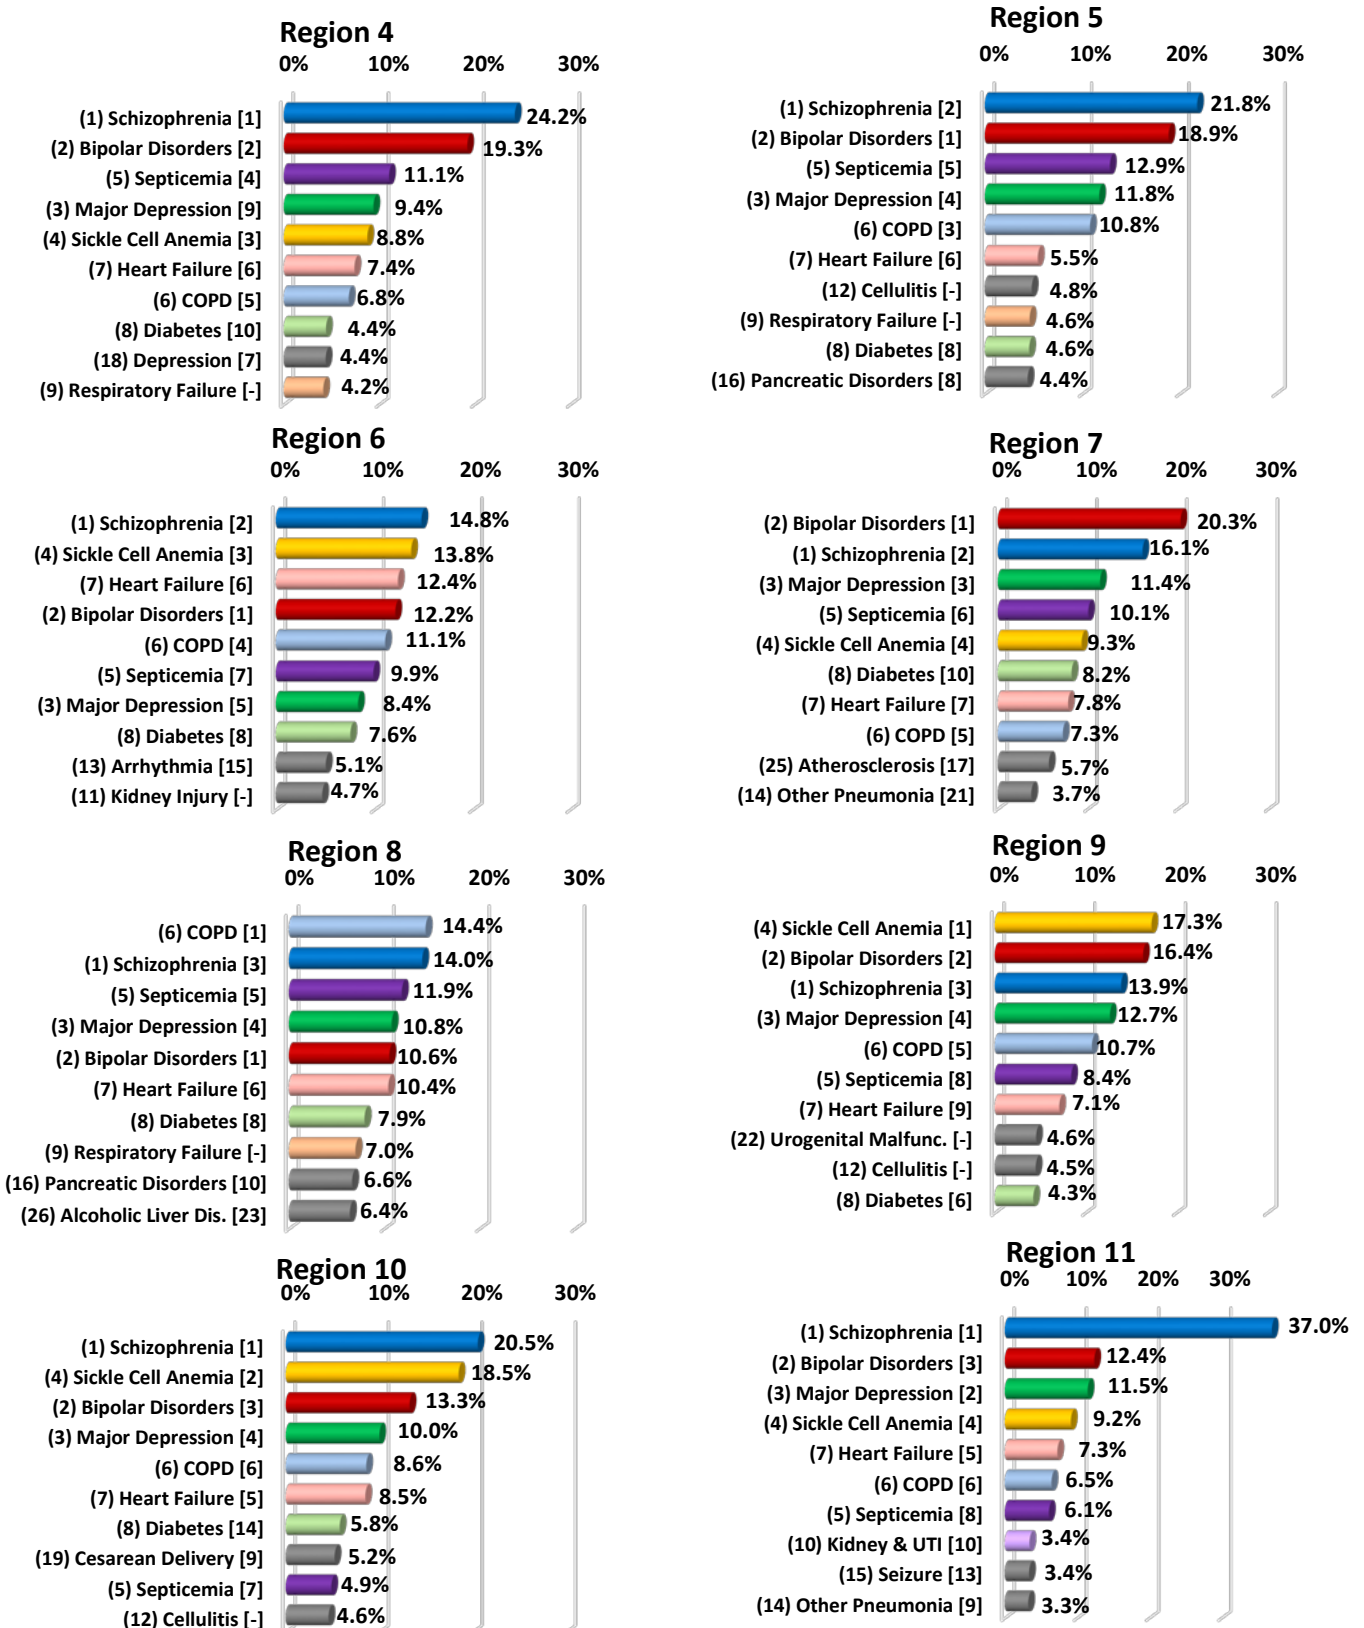 Region 4
0% 10% 20% 30%
(1) Schizophrenia [1] 24.2%
(2) Bipolar Disorders [2] 19.3%
(5) Septicemia [4] 11.1%
(3) Major Depression [9] 9.4%
(4) Sickle Cell Anemia [3] 8.8%
(7) Heart Failure [6] 7.4%
(6) COPD [5] 6.8%
(8) Diabetes [10] 4.4%
(18) Depression [7] 4.4%
(9) Respiratory Failure [-] 4.2%
Region 5
0% 10% 20% 30%
(1) Schizophrenia [2] 21.8%
(2) Bipolar Disorders [1] 18.9%
(5) Septicemia [5] 12.9%
(3) Major Depression [4] 11.8%
(6) COPD [3] 10.8%
(7) Heart Failure [6] 5.5%
(12) Cellulitis [-] 4.8%
(9) Respiratory Failure [-] 4.6%
(8) Diabetes [8] 4.6%
(16) Pancreatic Disorders [8] 4.4%
Region 6
0% 10% 20% 30%
(1) Schizophrenia [2] 14.8%
(4) Sickle Cell Anemia [3] 13.8%
(7) Heart Failure [6] 12.4%
(2) Bipolar Disorders [1] 12.2%
(6) COPD [4] 11.1%
(5) Septicemia [7] 9.9%
(3) Major Depression [5] 8.4%
(8) Diabetes [8] 7.6%
(13) Arrhythmia [15] 5.1%
(11) Kidney Injury [-] 4.7%
Region 7
0% 10% 20% 30%
(2) Bipolar Disorders [1] 20.3%
(1) Schizophrenia [2] 16.1%
(3) Major Depression [3] 11.4%
(5) Septicemia [6] 10.1%
(4) Sickle Cell Anemia [4] 9.3%
(8) Diabetes [10] 8.2%
(7) Heart Failure [7] 7.8%
(6) COPD [5] 7.3%
(25) Atherosclerosis [17] 5.7%
(14) Other Pneumonia [21] 3.7%
Region 8
0% 10% 20% 30%
(6) COPD [1] 14.4%
(1) Schizophrenia [3] 14.0%
(5) Septicemia [5] 11.9%
(3) Major Depression [4] 10.8%
(2) Bipolar Disorders [1] 10.6%
(7) Heart Failure [6] 10.4%
(8) Diabetes [8] 7.9%
(9) Respiratory Failure [-] 7.0%
(16) Pancreatic Disorders [10] 6.6%
(26) Alcoholic Liver Dis. [23] 6.4%
Region 9
0% 10% 20% 30%
(4) Sickle Cell Anemia [1] 17.3%
(2) Bipolar Disorders [2] 16.4%
(1) Schizophrenia [3] 13.9%
(3) Major Depression [4] 12.7%
(6) COPD [5] 10.7%
(5) Septicemia [8] 8.4%
(7) Heart Failure [9] 7.1%
(22) Urogenital Malfunc. [-] 4.6%
(12) Cellulitis [-] 4.5%
(8) Diabetes [6] 4.3%
Region 10
0% 10% 20% 30%
(1) Schizophrenia [1] 20.5%
(4) Sickle Cell Anemia [2] 18.5%
(2) Bipolar Disorders [3] 13.3%
(3) Major Depression [4] 10.0%
(6) COPD [6] 8.6%
(7) Heart Failure [5] 8.5%
(8) Diabetes [14] 5.8%
(19) Cesarean Delivery [9] 5.2%
(5) Septicemia [7] 4.9%
(12) Cellulitis [-] 4.6%
Region 11
0% 10% 20% 30%
(1) Schizophrenia [1] 37.0%
(2) Bipolar Disorders [3] 12.4%
(3) Major Depression [2] 11.5%
(4) Sickle Cell Anemia [4] 9.2%
(7) Heart Failure [5] 7.3%
(6) COPD [6] 6.5%
(5) Septicemia [8] 6.1%
(10) Kidney & UTI [10] 3.4%
(15) Seizure [13] 3.4%
(14) Other Pneumonia [9] 3.3%